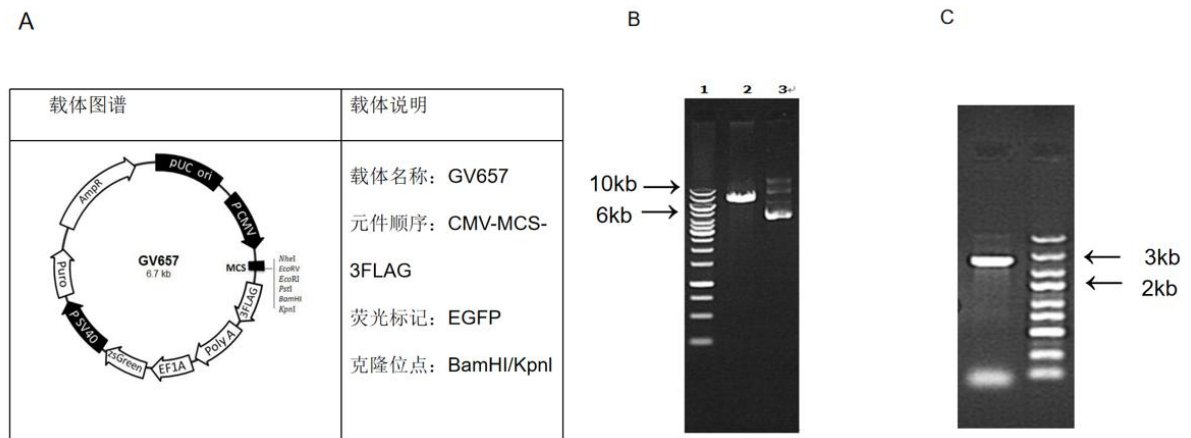 A
B
C
载体图谱
载体说明
AmpR
pUC ori
P CMV
MCS
NheI
EcoRV
EcoRI
PstI
BamHI
KpnI
3FLAG
Poly A
EF1A
zsGreen
P SV40
Puro
GV657
6.7 kb
载体名称：GV657
元件顺序：CMV-MCS-
3FLAG
荧光标记：EGFP
克隆位点：BamHI/KpnI
1 2 3
10kb
6kb
3kb
2kb